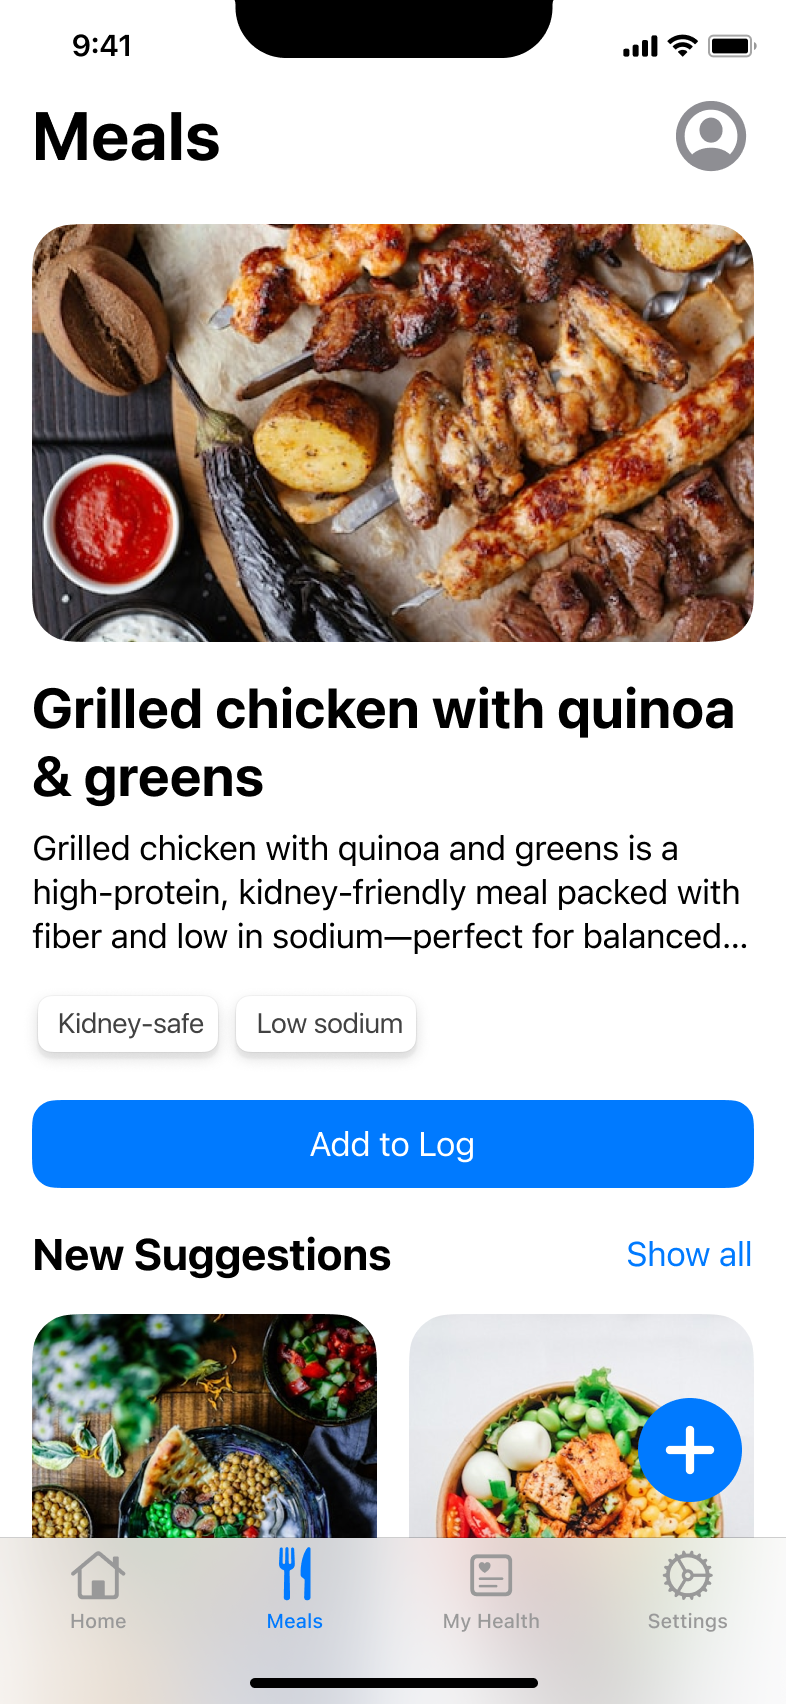 9:41
Meals
Grilled chicken with quinoa
& greens
Grilled chicken with quinoa and greens is a
high-protein, kidney-friendly meal packed with
fiber and low in sodium—perfect for balanced...
Kidney-safe
Low sodium
Add to Log
New Suggestions
Show all
Home
Meals
My Health
Settings